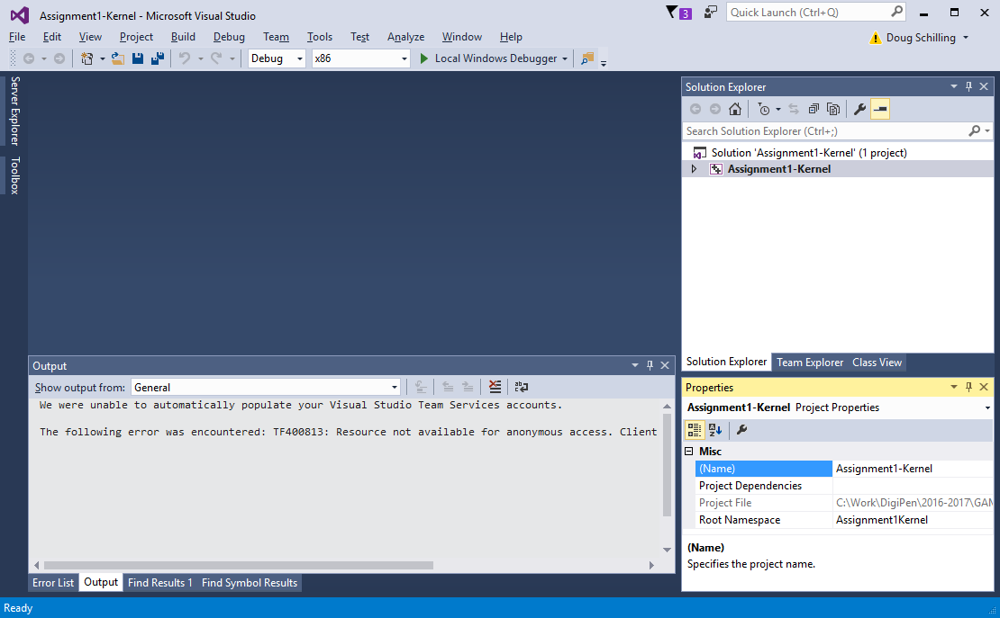 Assignment1-Kernel - Microsoft Visual Studio
3
Quick Launch (Ctrl+Q)
File Edit View Project Build Debug Team Tools Test Analyze Window Help
Doug Schilling
Debug
x86
Local Windows Debugger
Server Explorer
Toolbox
Solution Explorer
Search Solution Explorer (Ctrl+;)
Solution 'Assignment1-Kernel' (1 project)
Assignment1-Kernel
Solution Explorer Team Explorer Class View
Output
Show output from: General
We were unable to automatically populate your Visual Studio Team Services accounts.
The following error was encountered: TF400813: Resource not available for anonymous access. Client
Error List Output Find Results 1 Find Symbol Results
Properties
Assignment1-Kernel Project Properties
Misc
(Name) Assignment1-Kernel
Project Dependencies
Project File C:\Work\DigiPen\2016-2017\GAM
Root Namespace Assignment1Kernel
(Name)
Specifies the project name.
Ready